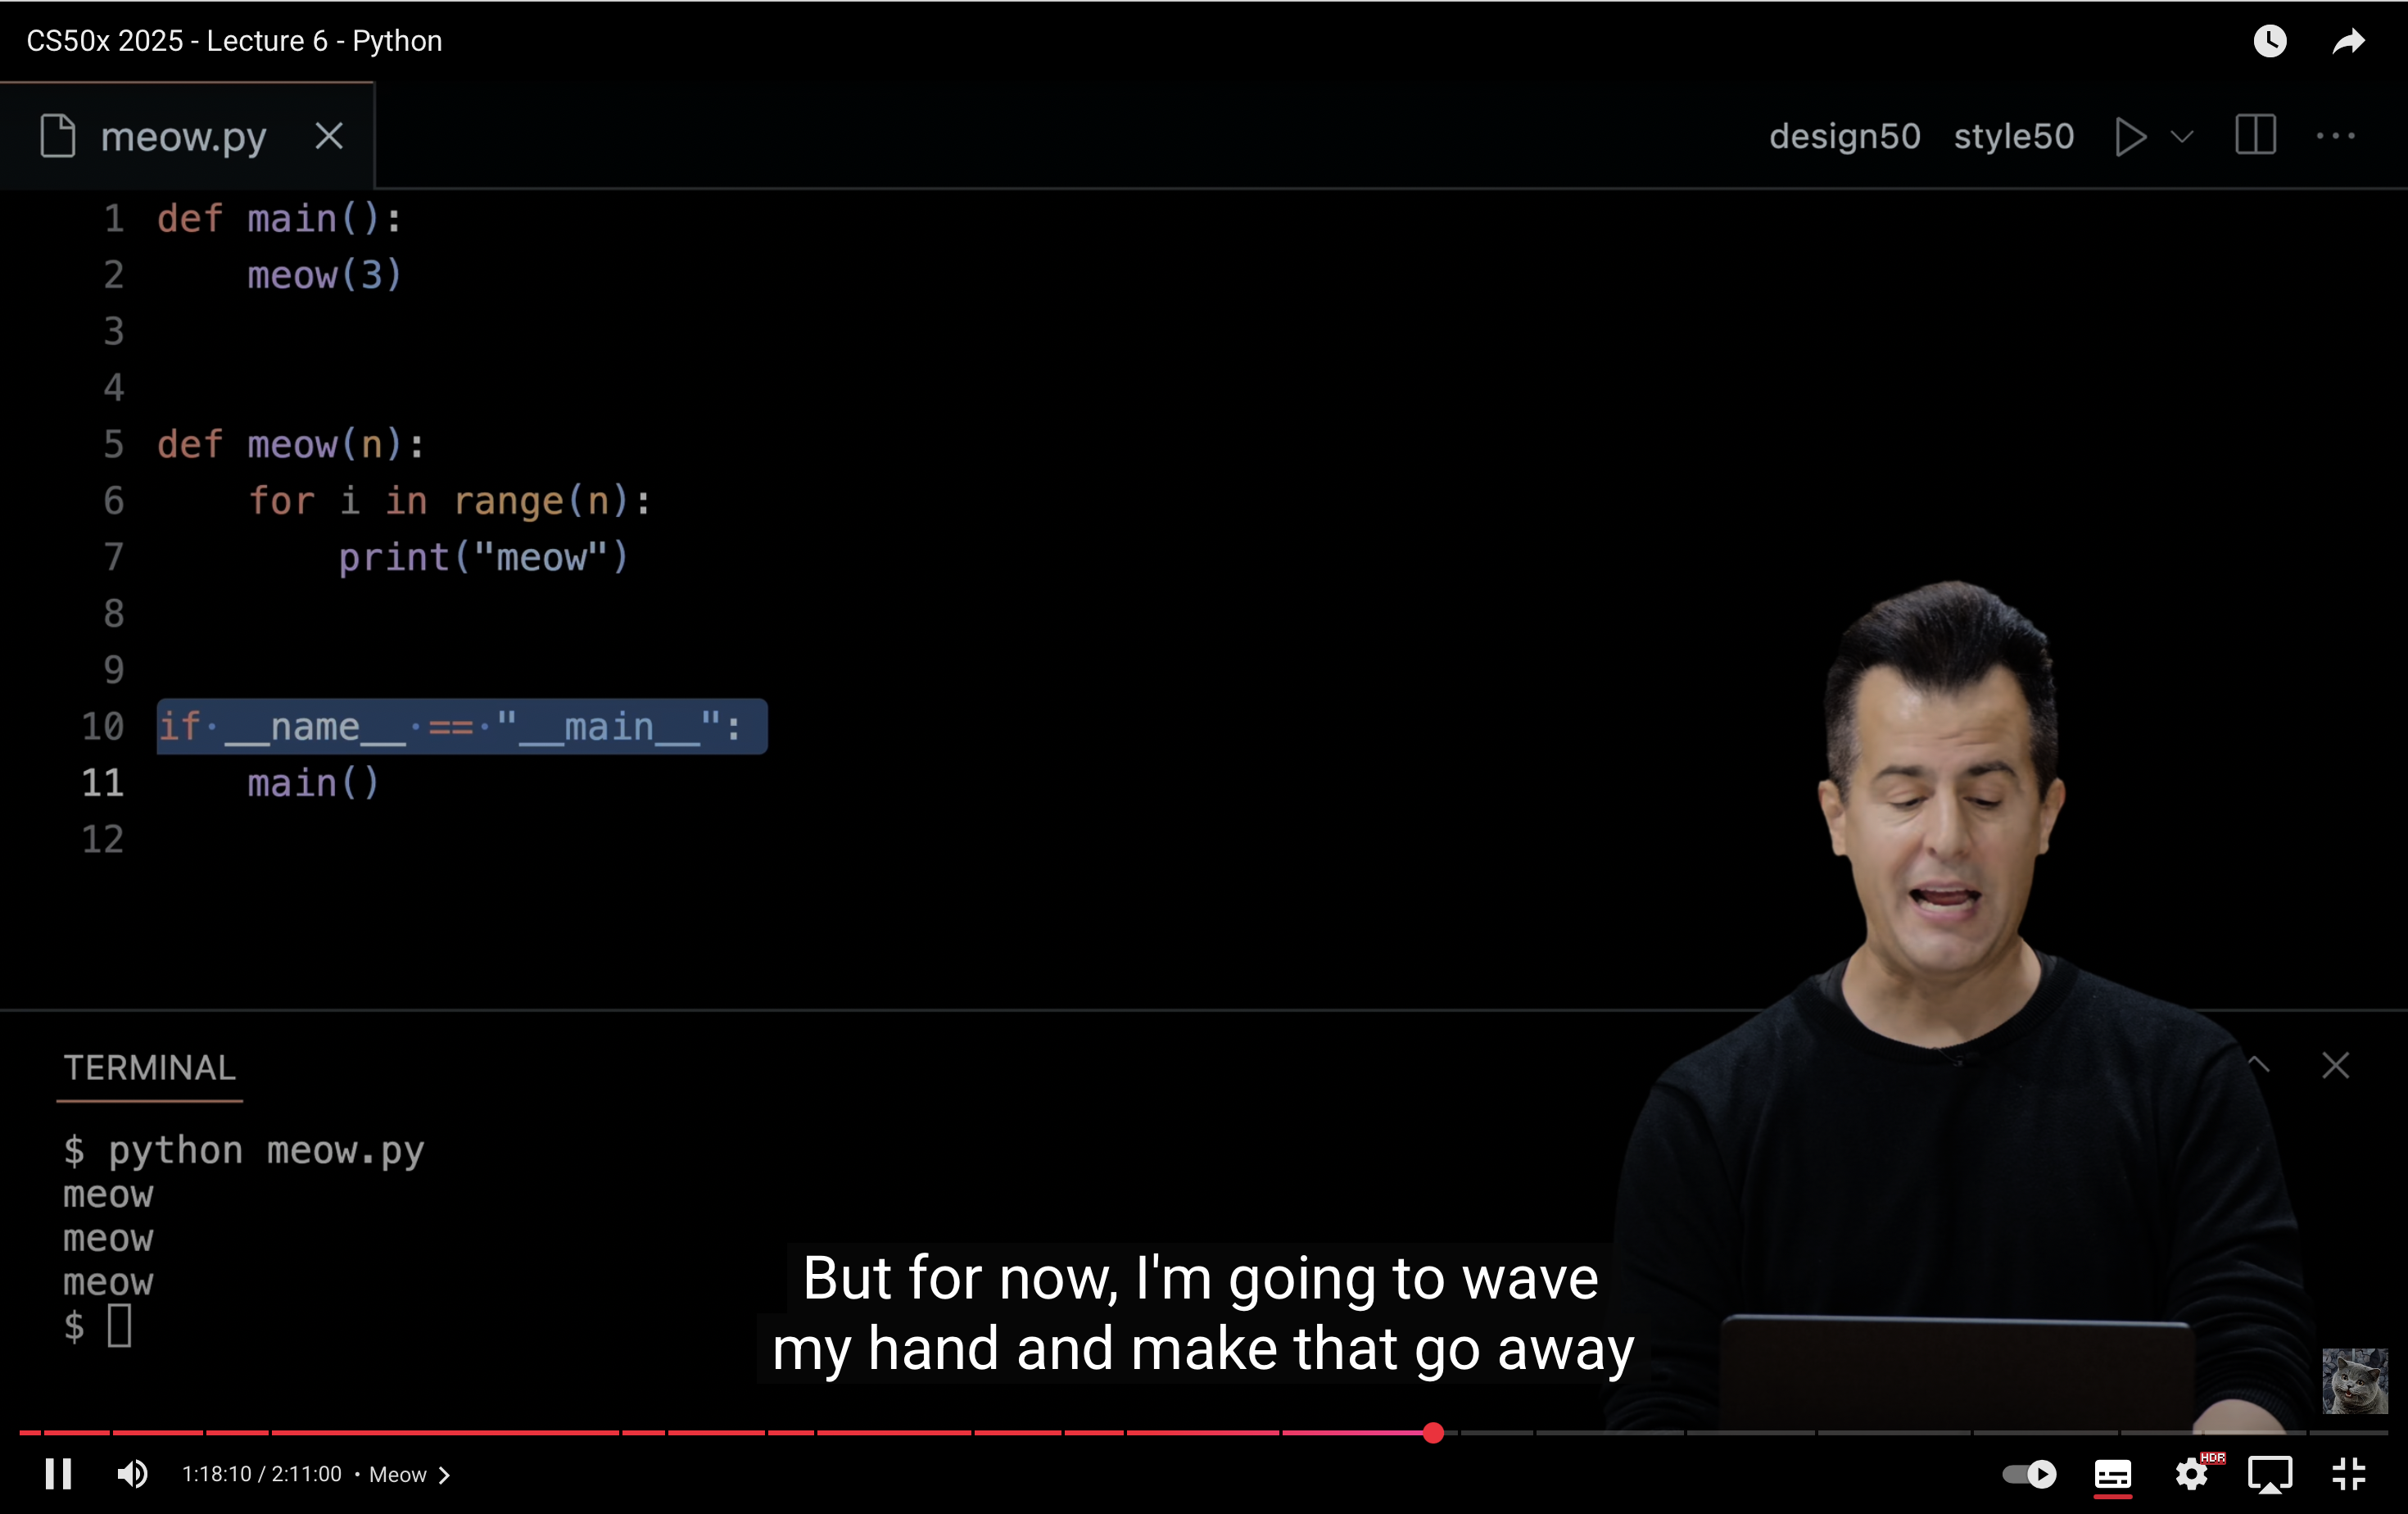 CS50x 2025 - Lecture 6 - Python
meow.py
design50 style50
1 def main():
2     meow(3)
3
4
5 def meow(n):
6     for i in range(n):
7         print("meow")
8
9
10 if __name__ == "__main__":
11     main()
12
TERMINAL
$ python meow.py
meow
meow
meow
$
But for now, I'm going to wave
my hand and make that go away
1:18:10 / 2:11:00 • Meow
HDR